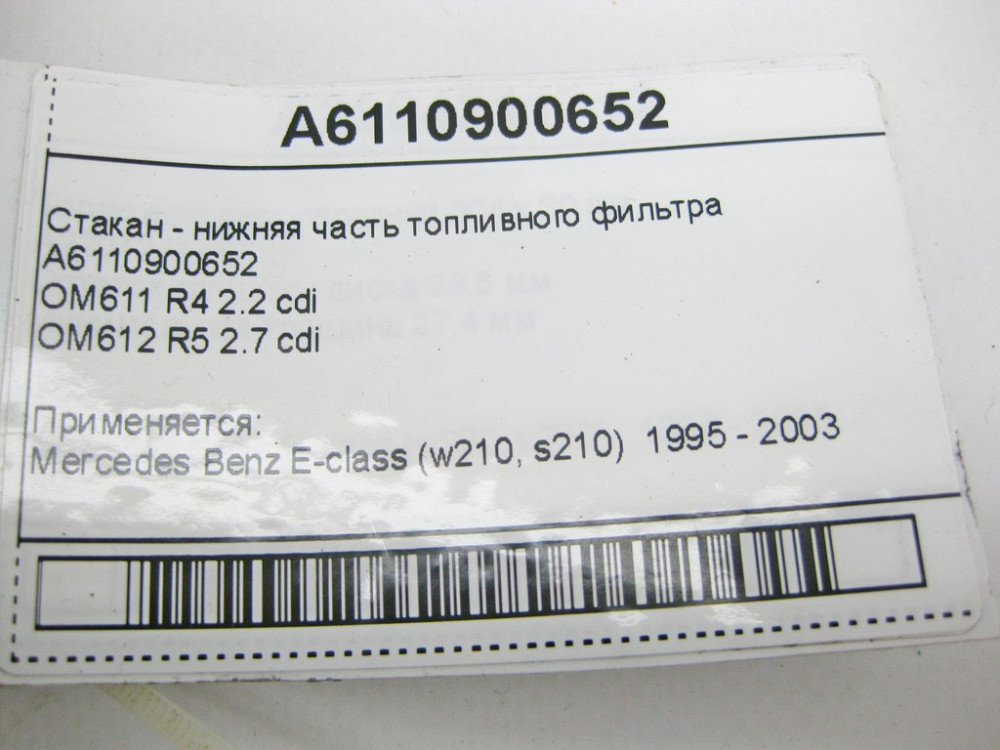 A6110900652
Стакан - нижняя часть топливного фильтра
A6110900652
OM611 R4 2.2 cdi
OM612 R5 2.7 cdi
Применяется:
Mercedes Benz E-class (w210, s210) 1995 - 2003